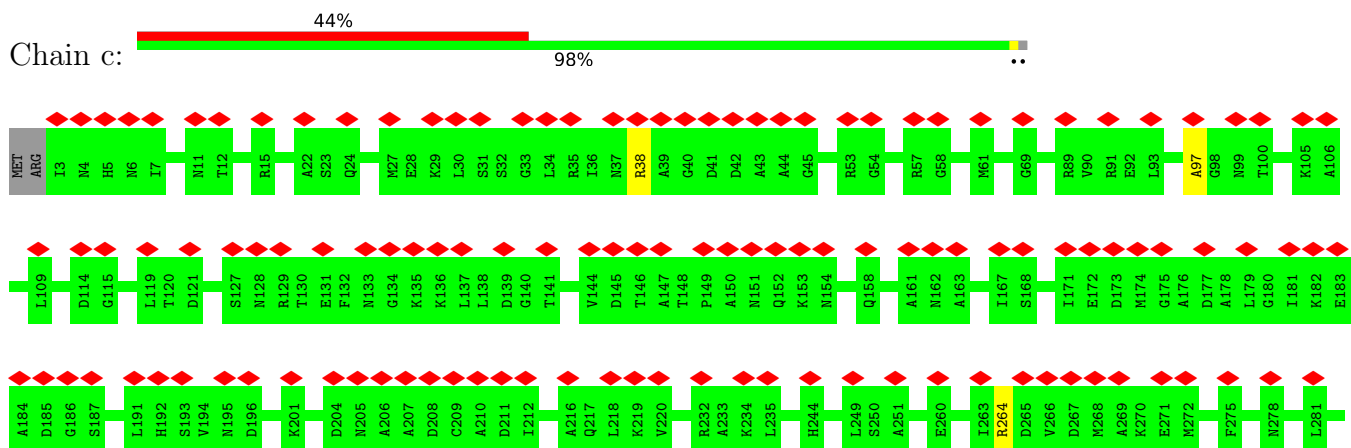 44%
Chain c:
98%
••
MET ARG I3 N4 H5 N6 I7 N11 T12 R15 A22 S23 Q24 M27 E28 K29 L30 S31 S32 G33 L34 R35 I36 N37 R38 A39 G40 D41 D42 A43 A44 G45 R53 G54 R57 G58 M61 G69 R89 V90 R91 E92 L93 A97 G98 N99 T100 K105 A106
L109 D114 G115 L119 T120 D121 S127 N128 R129 T130 E131 F132 N133 G134 K135 K136 L137 L138 D139 G140 T141 V144 D145 T146 A147 T148 P149 A150 N151 Q152 K153 N154 Q158 A161 N162 A163 I167 S168 I171 E172 D173 M174 G175 A176 D177 A178 L179 G180 I181 K182 E183
A184 D185 G186 S187 L191 H192 S193 V194 N195 D196 K201 D204 N205 A206 A207 D208 C209 A210 D211 I212 A216 Q217 L218 K219 V220 R232 A233 K234 L235 H244 L249 S250 A251 E260 I263 R264 D265 V266 D267 M268 A269 K270 E271 M272 F275 N278 L281